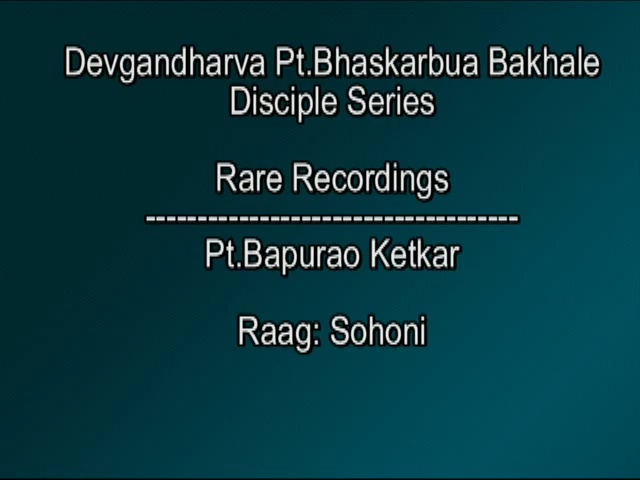 Devgandharva Pt.Bhaskarbua Bakhale
Disciple Series
Rare Recordings
------------------------------------
Pt.Bapurao Ketkar
Raag: Sohoni